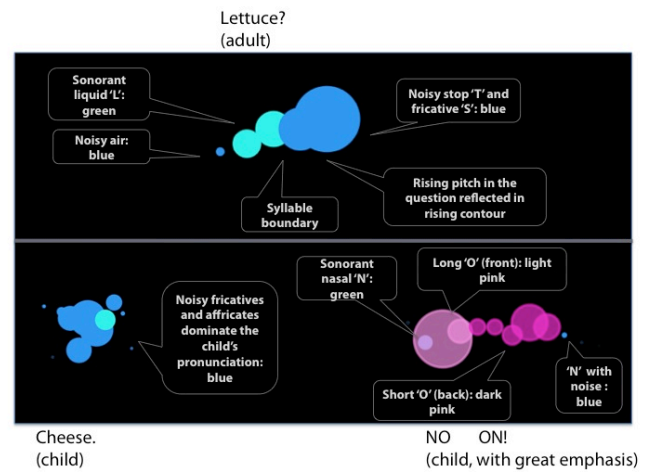 Lettuce?
(adult)
Sonorant
liquid 'L':
green
Noisy air:
blue
Noisy stop 'T' and
fricative 'S': blue
Syllable
boundary
Rising pitch in the
question reflected in
rising contour
Noisy fricatives
and affricates
dominate the
child's
pronunciation:
blue
Sonorant
nasal 'N':
green
Long 'O' (front): light
pink
Short 'O' (back): dark
pink
'N' with
noise :
blue
Cheese.
(child)
NO ON!
(child, with great emphasis)